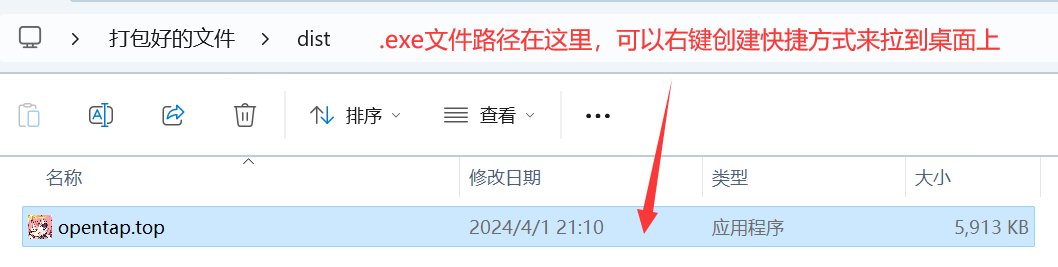 打包好的文件 dist .exe文件路径在这里，可以右键创建快捷方式来拉到桌面上
A 排序 查看
名称 修改日期 类型 大小
opentap.top 2024/4/1 21:10 应用程序 5,913 KB